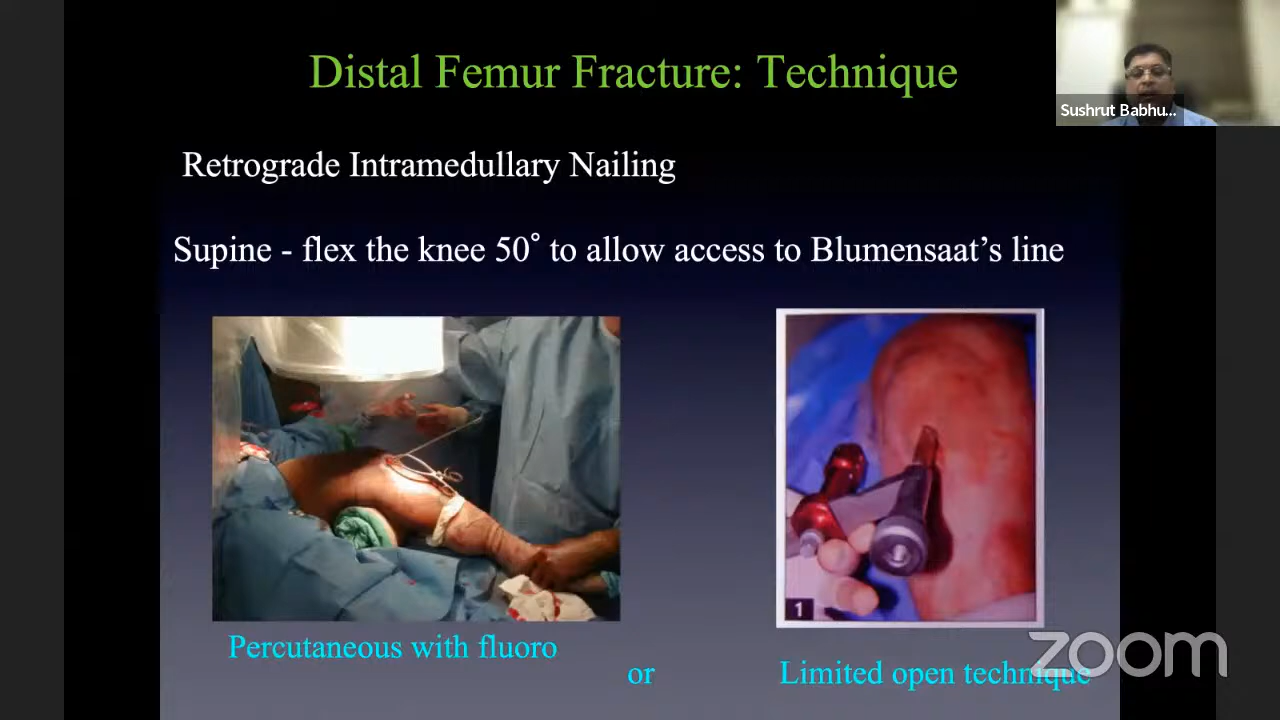 Distal Femur Fracture: Technique
Sushrut Babhu...
Retrograde Intramedullary Nailing
Supine - flex the knee 50° to allow access to Blumensaat’s line
1
Percutaneous with fluoro
or
Limited open technique
zoom